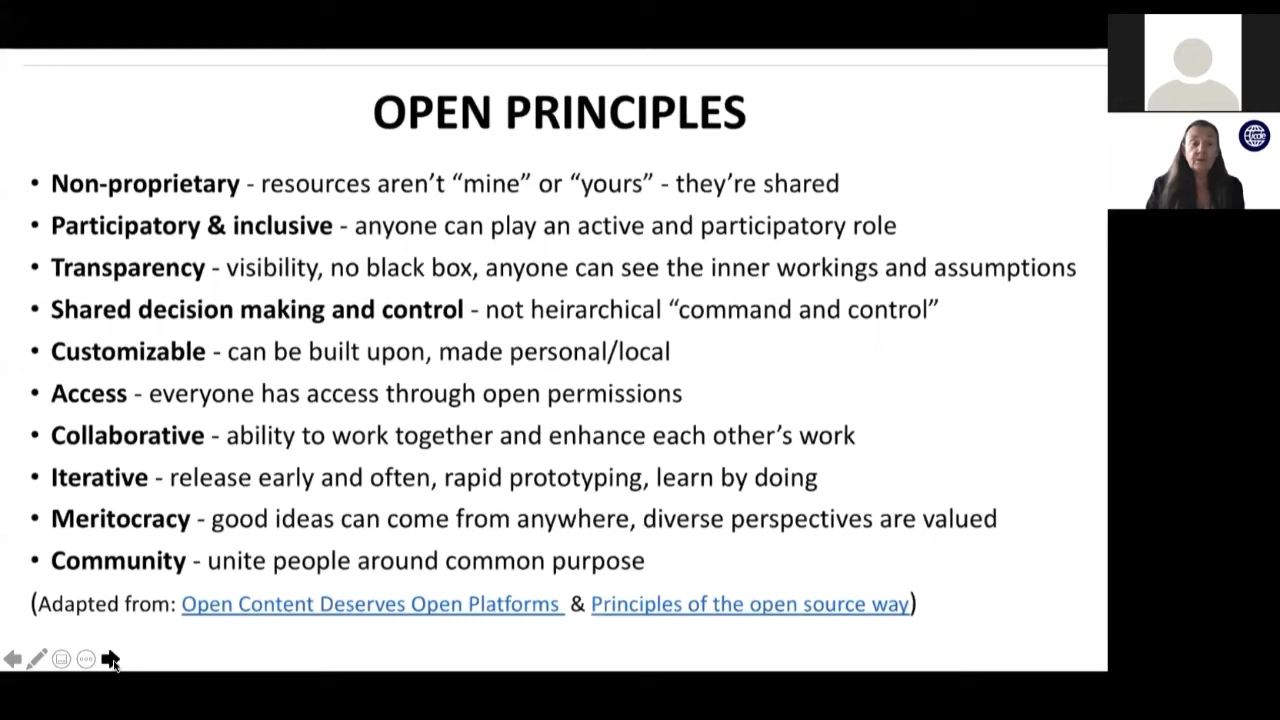 OPEN PRINCIPLES
• Non-proprietary - resources aren’t “mine” or “yours” - they’re shared
• Participatory & inclusive - anyone can play an active and participatory role
• Transparency - visibility, no black box, anyone can see the inner workings and assumptions
• Shared decision making and control - not heirarchical “command and control”
• Customizable - can be built upon, made personal/local
• Access - everyone has access through open permissions
• Collaborative - ability to work together and enhance each other’s work
• Iterative - release early and often, rapid prototyping, learn by doing
• Meritocracy - good ideas can come from anywhere, diverse perspectives are valued
• Community - unite people around common purpose
(Adapted from: Open Content Deserves Open Platforms & Principles of the open source way)
icde